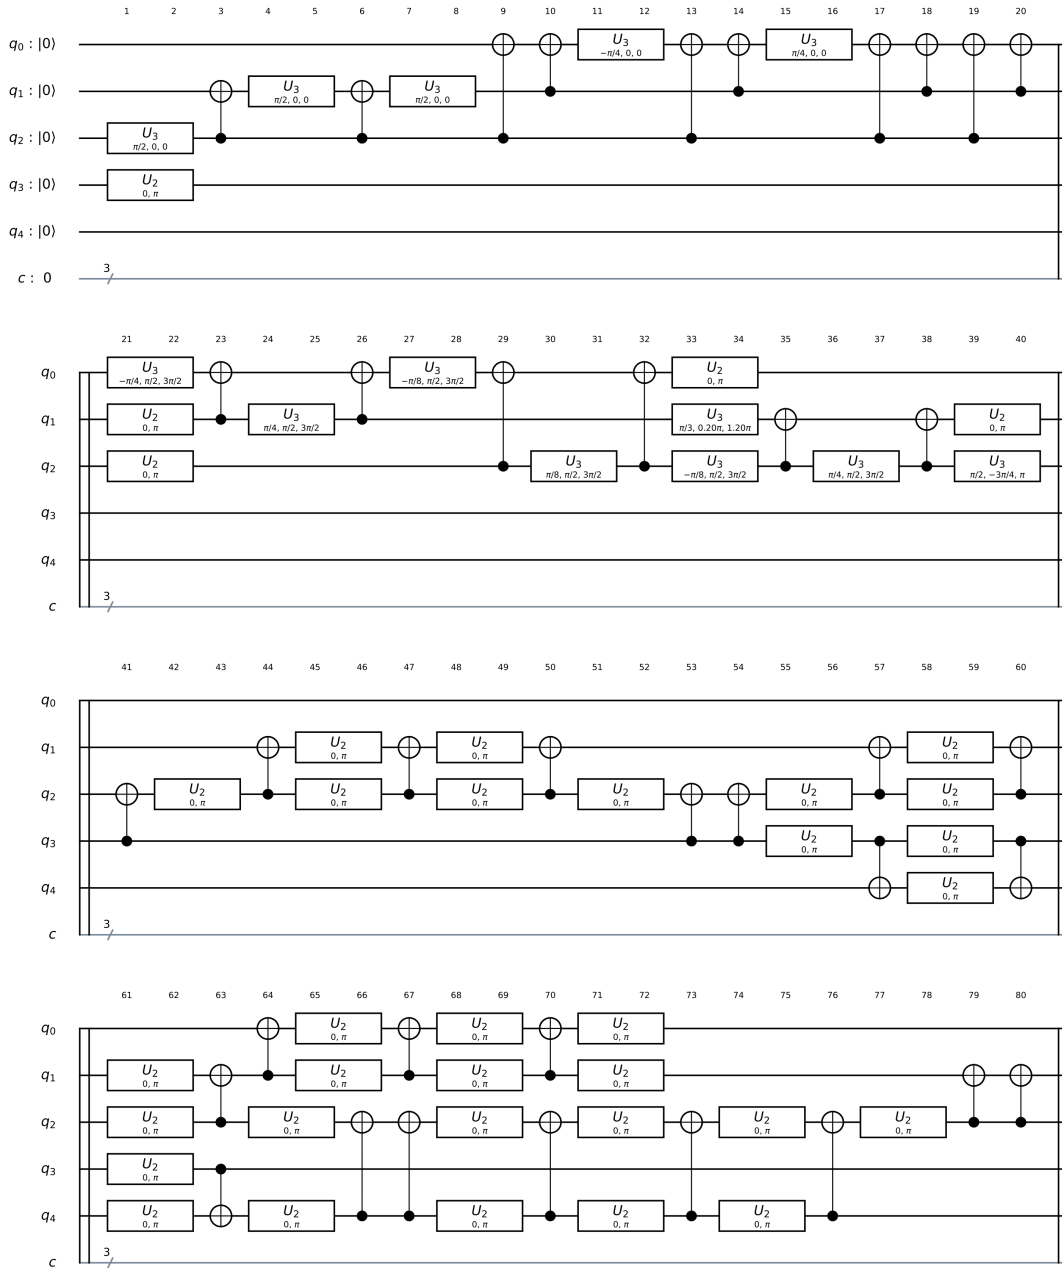 1 2 3 4 5 6 7 8 9 10 11 12 13 14 15 16 17 18 19 20
q0 : |0⟩ U3 −π/4, 0, 0 U3 π/4, 0, 0
q1 : |0⟩ U3 π/2, 0, 0 U3 π/2, 0, 0
q2 : |0⟩ U3 π/2, 0, 0
q3 : |0⟩ U2 0, π
q4 : |0⟩
c : 0 3
21 22 23 24 25 26 27 28 29 30 31 32 33 34 35 36 37 38 39 40
q0 U3 −π/4, π/2, 3π/2 U3 −π/8, π/2, 3π/2 U2 0, π
q1 U2 0, π U3 π/4, π/2, 3π/2 U3 π/3, 0.20π, 1.20π U2 0, π
q2 U2 0, π U3 π/8, π/2, 3π/2 U3 −π/8, π/2, 3π/2 U3 π/4, π/2, 3π/2 U3 π/2, −3π/4, π
q3
q4
c 3
41 42 43 44 45 46 47 48 49 50 51 52 53 54 55 56 57 58 59 60
q0
q1 U2 0, π U2 0, π U2 0, π
q2 U2 0, π U2 0, π U2 0, π U2 0, π U2 0, π U2 0, π
q3 U2 0, π U2 0, π
q4 U2 0, π
c 3
61 62 63 64 65 66 67 68 69 70 71 72 73 74 75 76 77 78 79 80
q0 U2 0, π U2 0, π U2 0, π
q1 U2 0, π U2 0, π U2 0, π U2 0, π
q2 U2 0, π U2 0, π U2 0, π U2 0, π U2 0, π U2 0, π
q3 U2 0, π
q4 U2 0, π U2 0, π U2 0, π U2 0, π U2 0, π
c 3